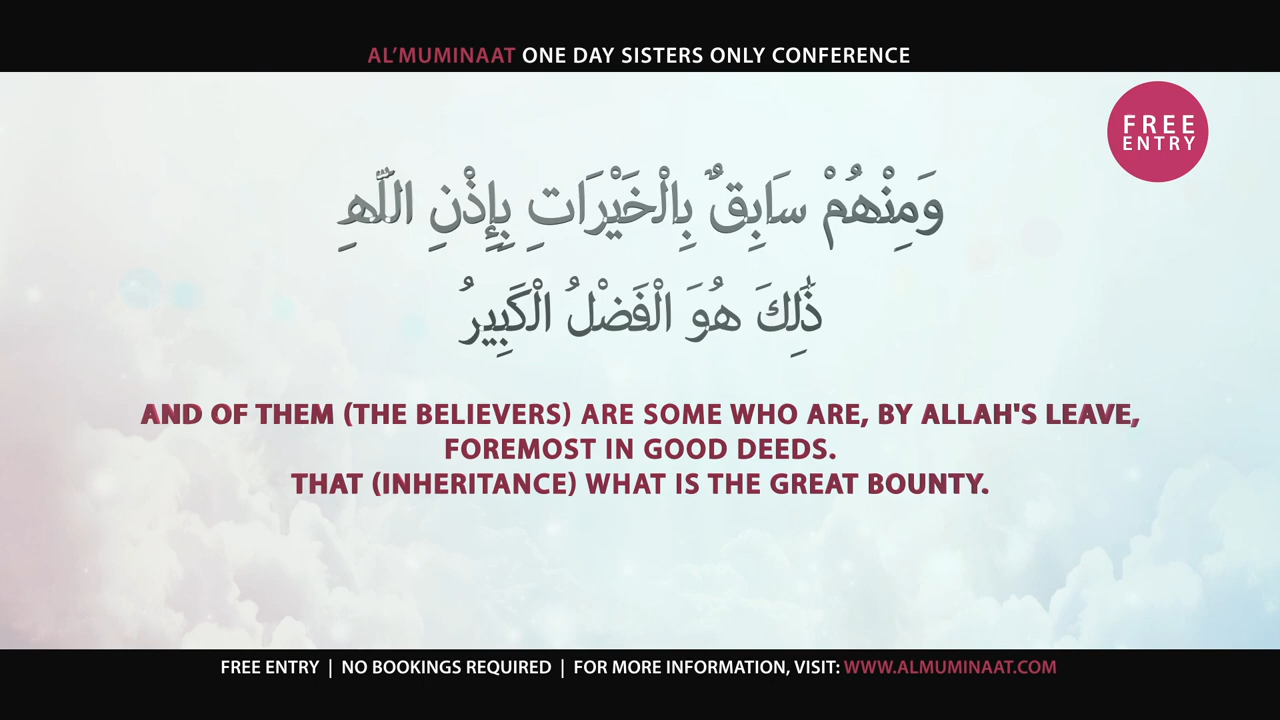 AL'MUMINAAT ONE DAY SISTERS ONLY CONFERENCE
FREE
ENTRY
وَمِنْهُمْ سَابِقٌ بِالْخَيْرَاتِ بِإِذْنِ اللَّهِ
ذَٰلِكَ هُوَ الْفَضْلُ الْكَبِيرُ
AND OF THEM (THE BELIEVERS) ARE SOME WHO ARE, BY ALLAH'S LEAVE,
FOREMOST IN GOOD DEEDS.
THAT (INHERITANCE) WHAT IS THE GREAT BOUNTY.
FREE ENTRY | NO BOOKINGS REQUIRED | FOR MORE INFORMATION, VISIT: WWW.ALMUMINAAT.COM